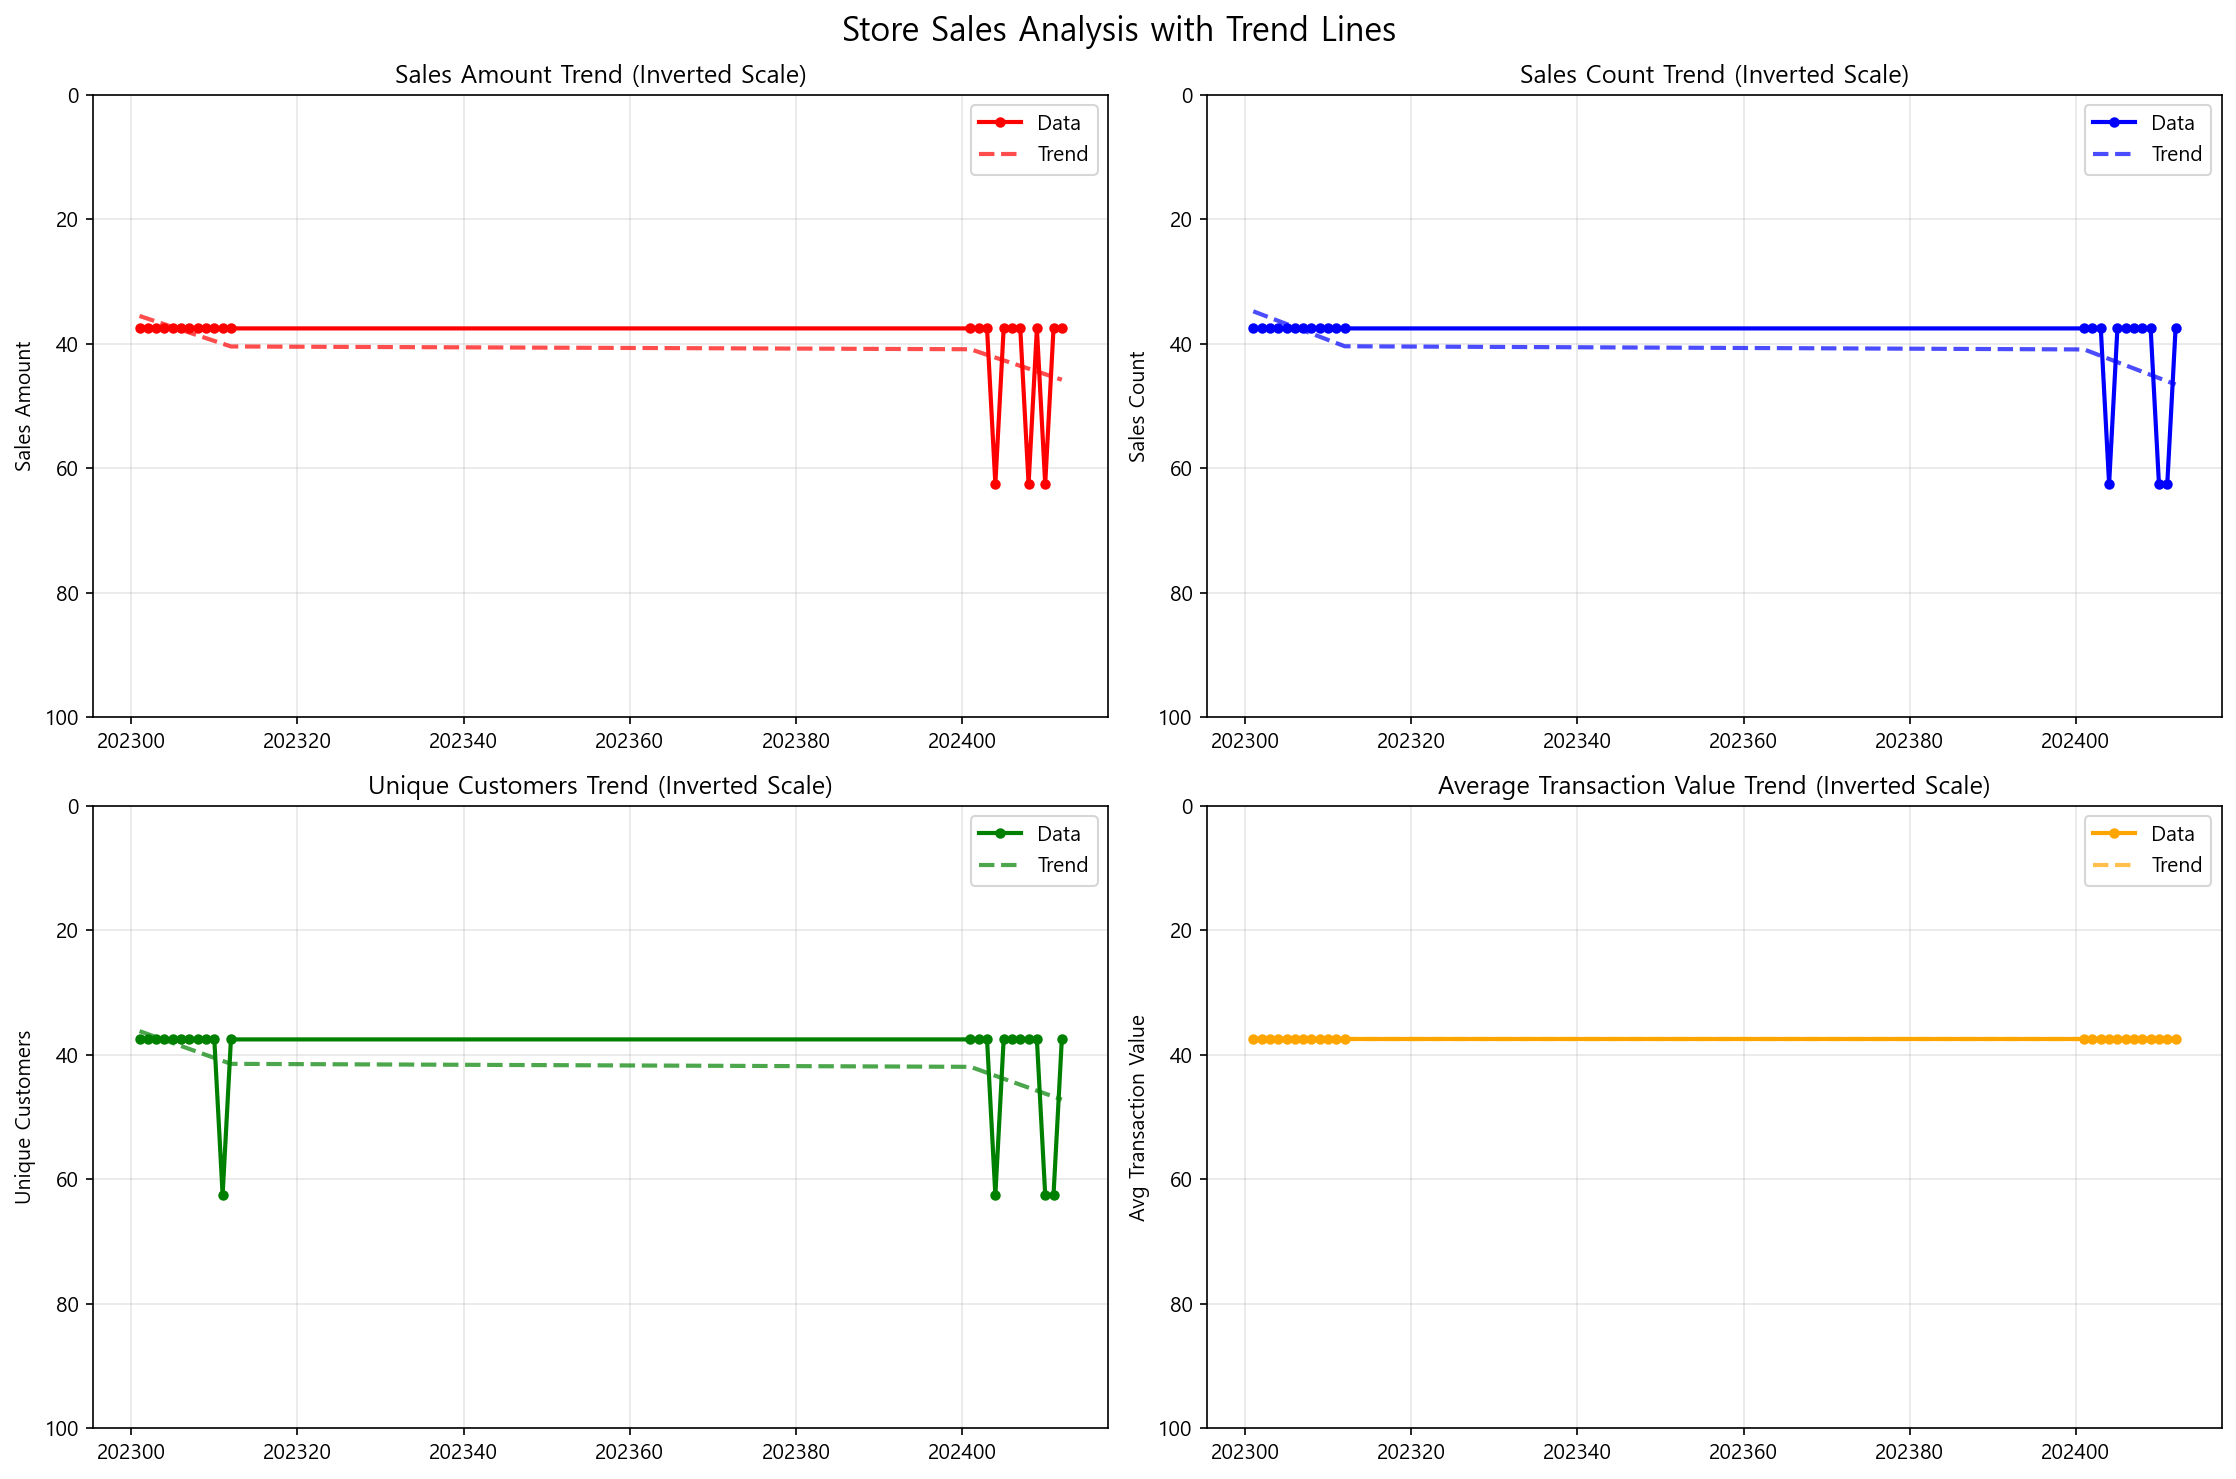 Store Sales Analysis with Trend Lines
Sales Amount Trend (Inverted Scale)
0
20
40
60
80
100
Sales Amount
Data
Trend
202300
202320
202340
202360
202380
202400
Sales Count Trend (Inverted Scale)
0
20
40
60
80
100
Sales Count
Data
Trend
202300
202320
202340
202360
202380
202400
Unique Customers Trend (Inverted Scale)
0
20
40
60
80
100
Unique Customers
Data
Trend
202300
202320
202340
202360
202380
202400
Average Transaction Value Trend (Inverted Scale)
0
20
40
60
80
100
Avg Transaction Value
Data
Trend
202300
202320
202340
202360
202380
202400